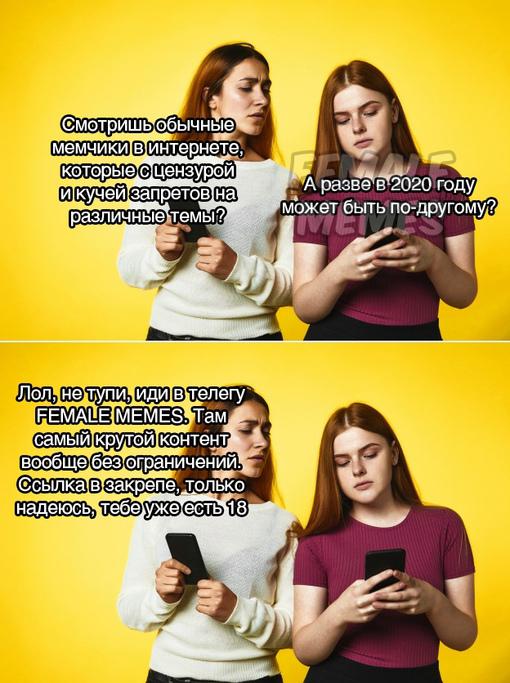 Смотришь обычные
мемчики в интернете,
которые с цензурой
и кучей запретов на
различные темы?
FEMALE
MEMES
А разве в 2020 году
может быть по-другому?
Лол, не тупи, иди в телегу
FEMALE MEMES. Там
самый крутой контент
вообще без ограничений.
Ссылка в закрепе, только
надеюсь, тебе уже есть 18